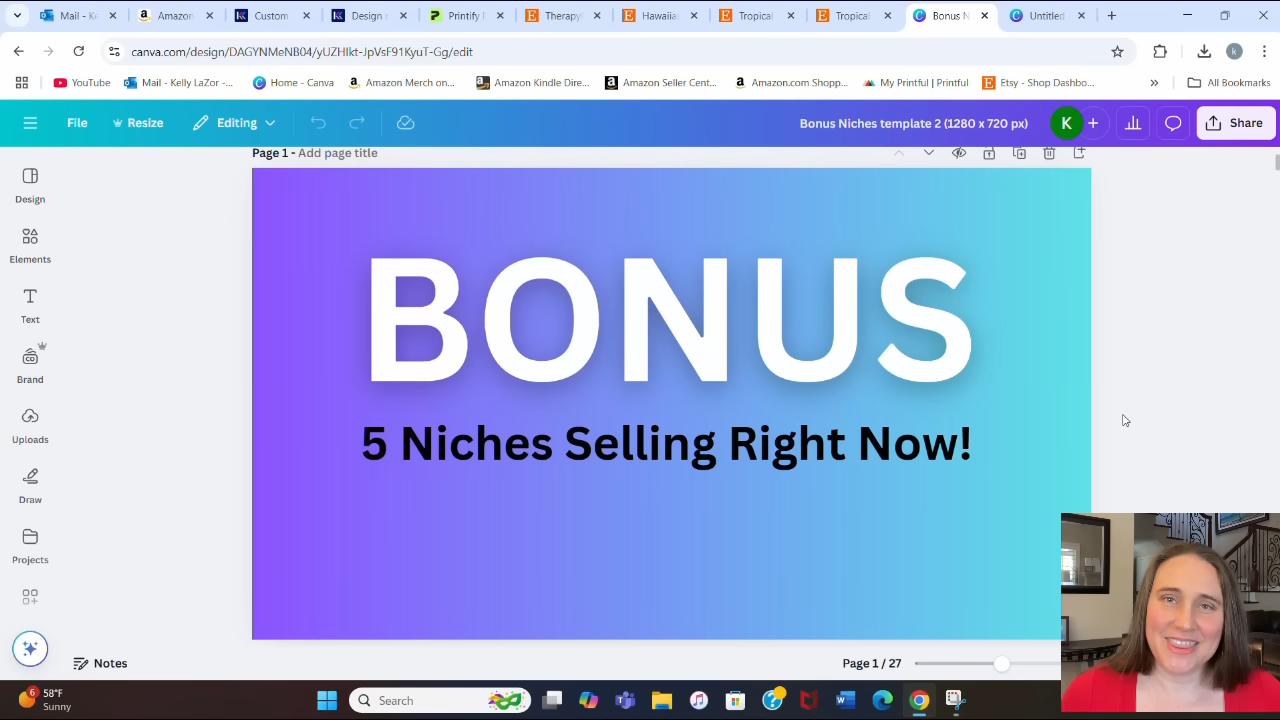 Mail - Ke
Amazon
Custom
Design a
Printify
Therapy
Hawaiian
Tropical
Tropical
Bonus N
Untitled
canva.com/design/DAGYNMeNB04/yUZHIkt-JpVsF91KyuT-Gg/edit
k
YouTube
Mail - Kelly LaZor -...
Home - Canva
Amazon Merch on...
Amazon Kindle Dire...
Amazon Seller Cent...
Amazon.com Shopp...
My Printful | Printful
Etsy - Shop Dashbo...
All Bookmarks
File
Resize
Editing
Bonus Niches template 2 (1280 x 720 px)
K
Share
Page 1 - Add page title
Design
Elements
Text
Brand
Uploads
Draw
Projects
BONUS
5 Niches Selling Right Now!
Notes
Page 1 / 27
6
58°F
Sunny
Search